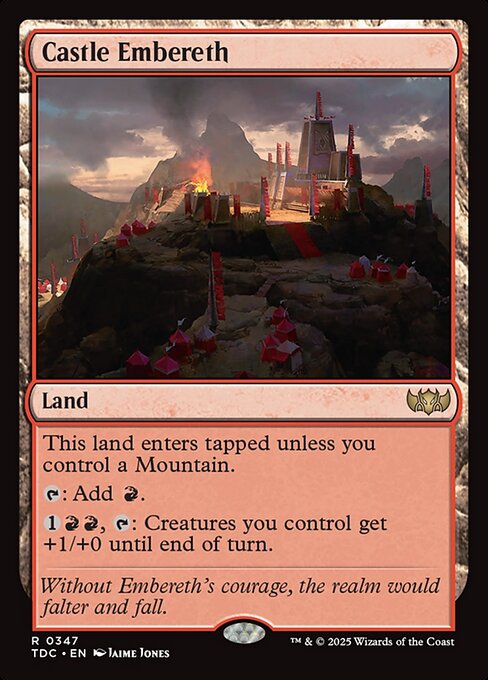 Castle Embereth
Land
This land enters tapped unless you
control a Mountain.
: Add .
1, : Creatures you control get
+1/+0 until end of turn.
Without Embereth's courage, the realm would
falter and fall.
R 0347
TDC • EN Jaime Jones
™ & © 2025 Wizards of the Coast